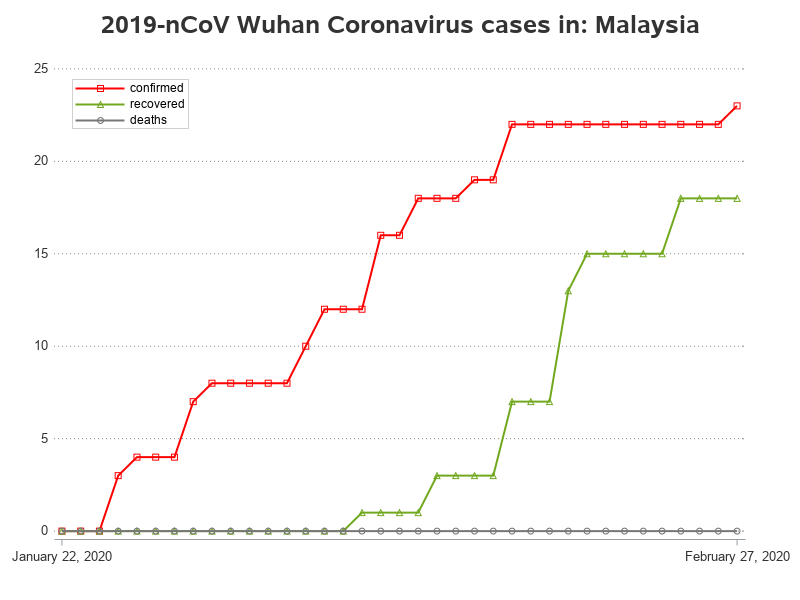 2019-nCoV Wuhan Coronavirus cases in: Malaysia
25
confirmed
recovered
deaths
20
15
10
5
0
January 22, 2020
February 27, 2020